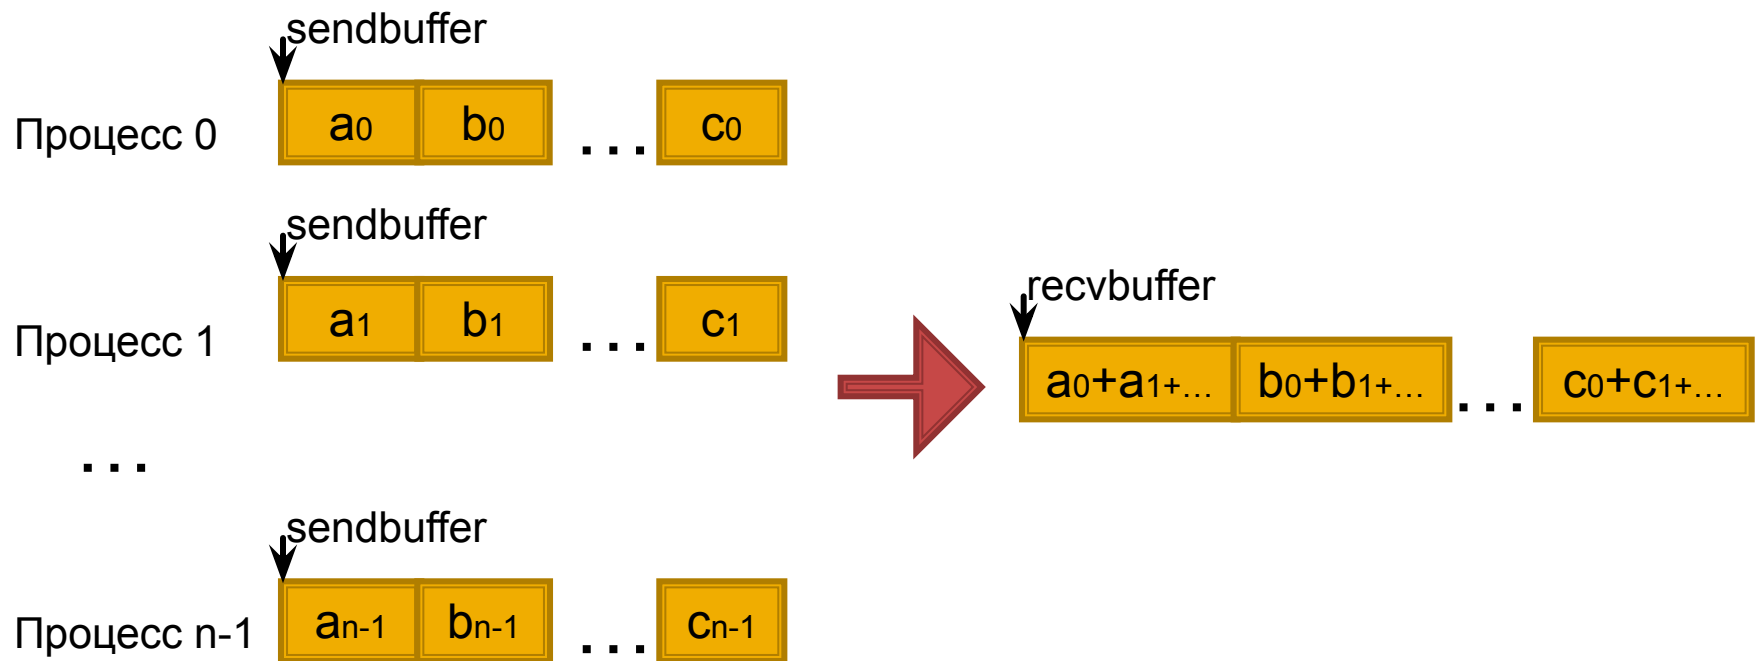 sendbuffer
Процесс 0 a0 b0 ... c0
sendbuffer
Процесс 1 a1 b1 ... c1
recvbuffer
a0+a1+... b0+b1+... ... c0+c1+...
...
sendbuffer
Процесс n-1 an-1 bn-1 ... cn-1